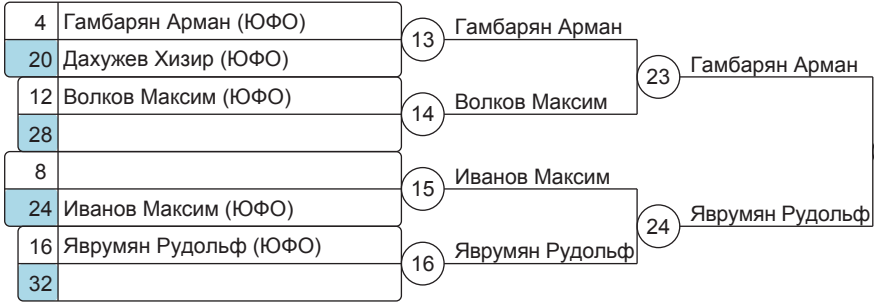 4 Гамбарян Арман (ЮФО)
20 Дахужев Хизир (ЮФО)
12 Волков Максим (ЮФО)
28
8
24 Иванов Максим (ЮФО)
16 Яврумян Рудольф (ЮФО)
32
13 Гамбарян Арман
14 Волков Максим
15 Иванов Максим
16 Яврумян Рудольф
23 Гамбарян Арман
24 Яврумян Рудольф